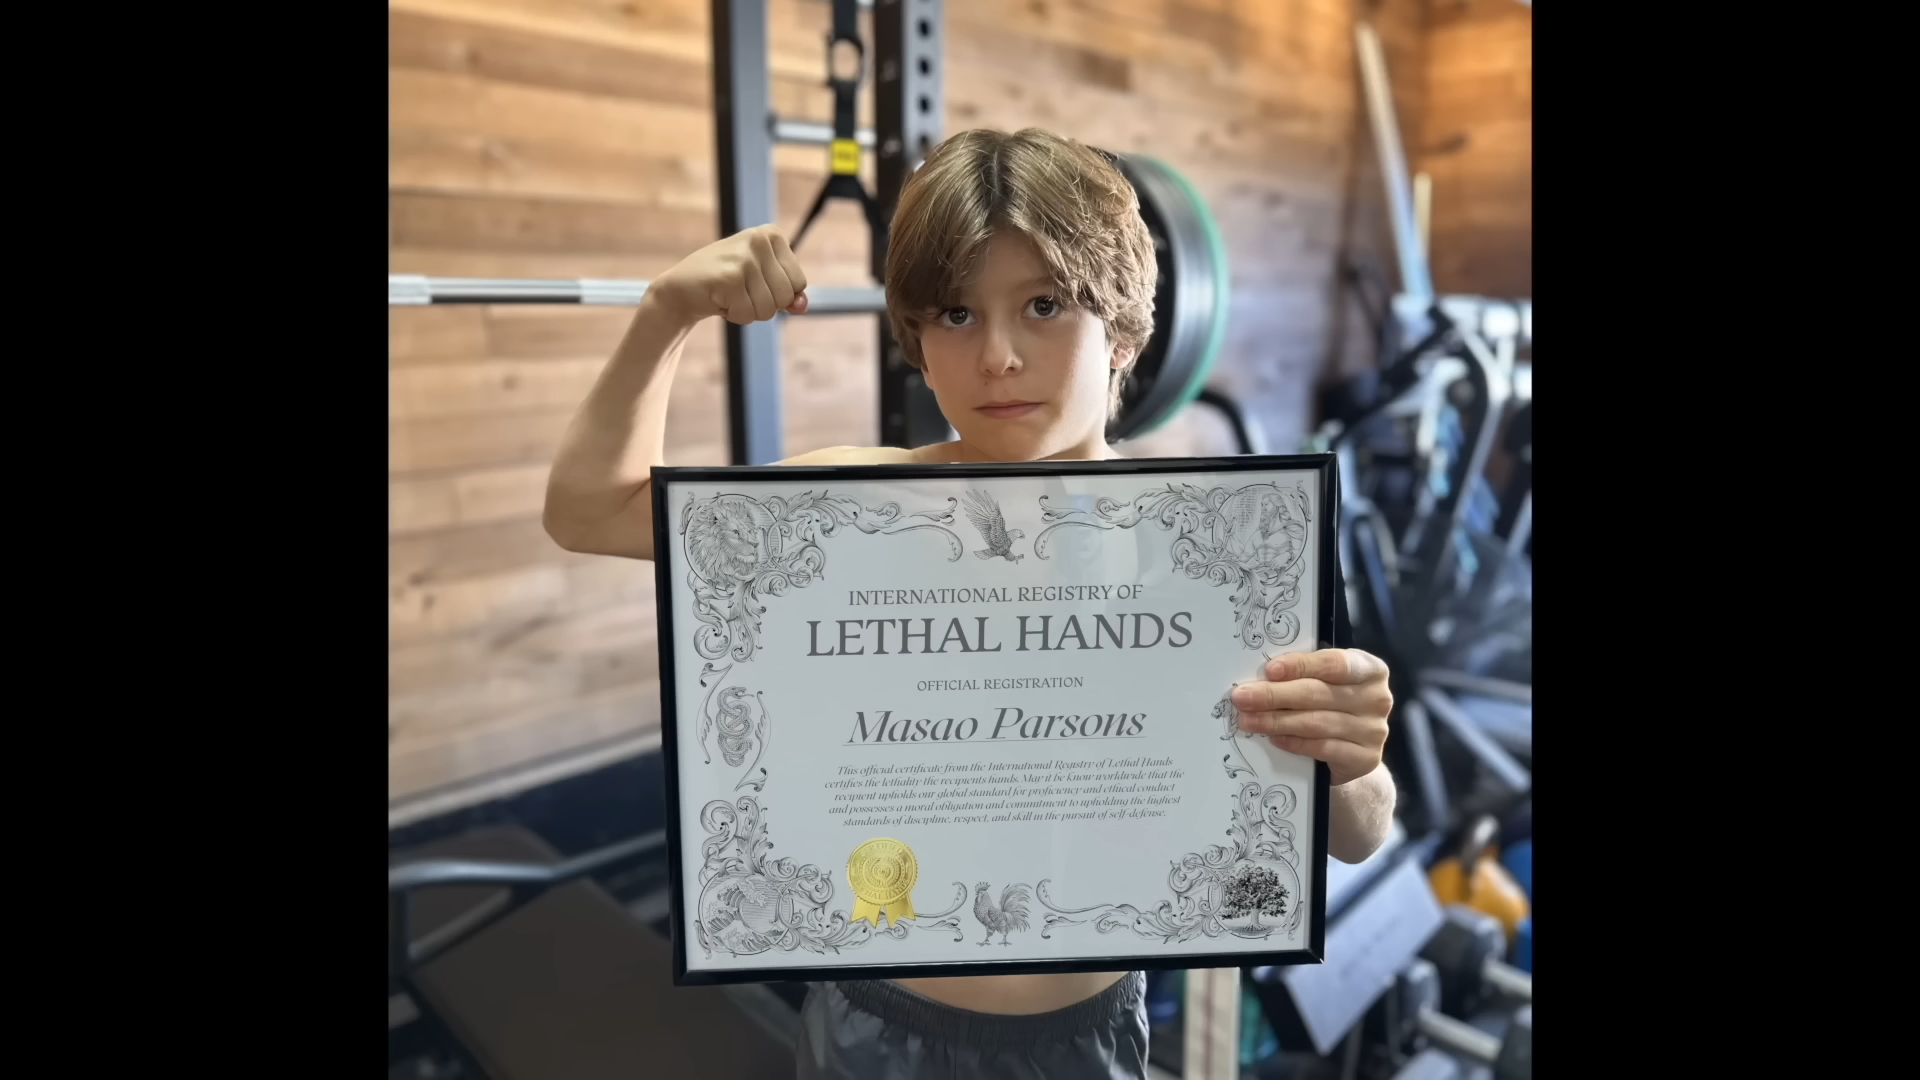 INTERNATIONAL REGISTRY OF
LETHAL HANDS
OFFICIAL REGISTRATION
Masao Parsons
This official certificate from the International Registry of Lethal Hands
certifies the lethality the recipients hands. May it be know worldwide that the
recipient upholds our global standard for proficiency and ethical conduct
and possesses a moral obligation and commitment to upholding the highest
standards of discipline, respect, and skill in the pursuit of self-defense.
LETHAL HANDS